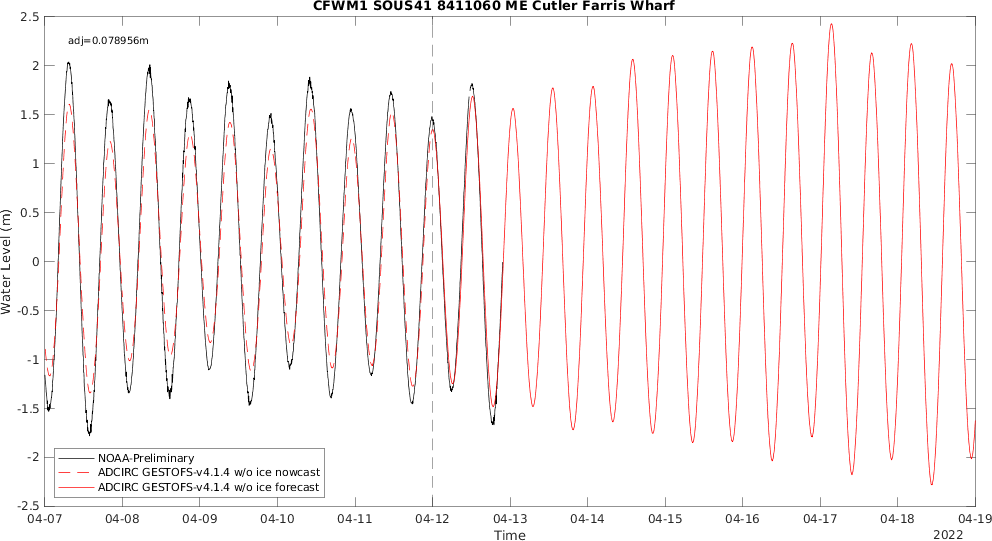 CFWM1 SOUS41 8411060 ME Cutler Farris Wharf
adj=0.078956m
2.5
2
1.5
1
0.5
0
-0.5
-1
-1.5
-2
-2.5
Water Level (m)
NOAA-Preliminary
ADCIRC GESTOFS-v4.1.4 w/o ice nowcast
ADCIRC GESTOFS-v4.1.4 w/o ice forecast
04-07 04-08 04-09 04-10 04-11 04-12 04-13 04-14 04-15 04-16 04-17 04-18 04-19
Time
2022